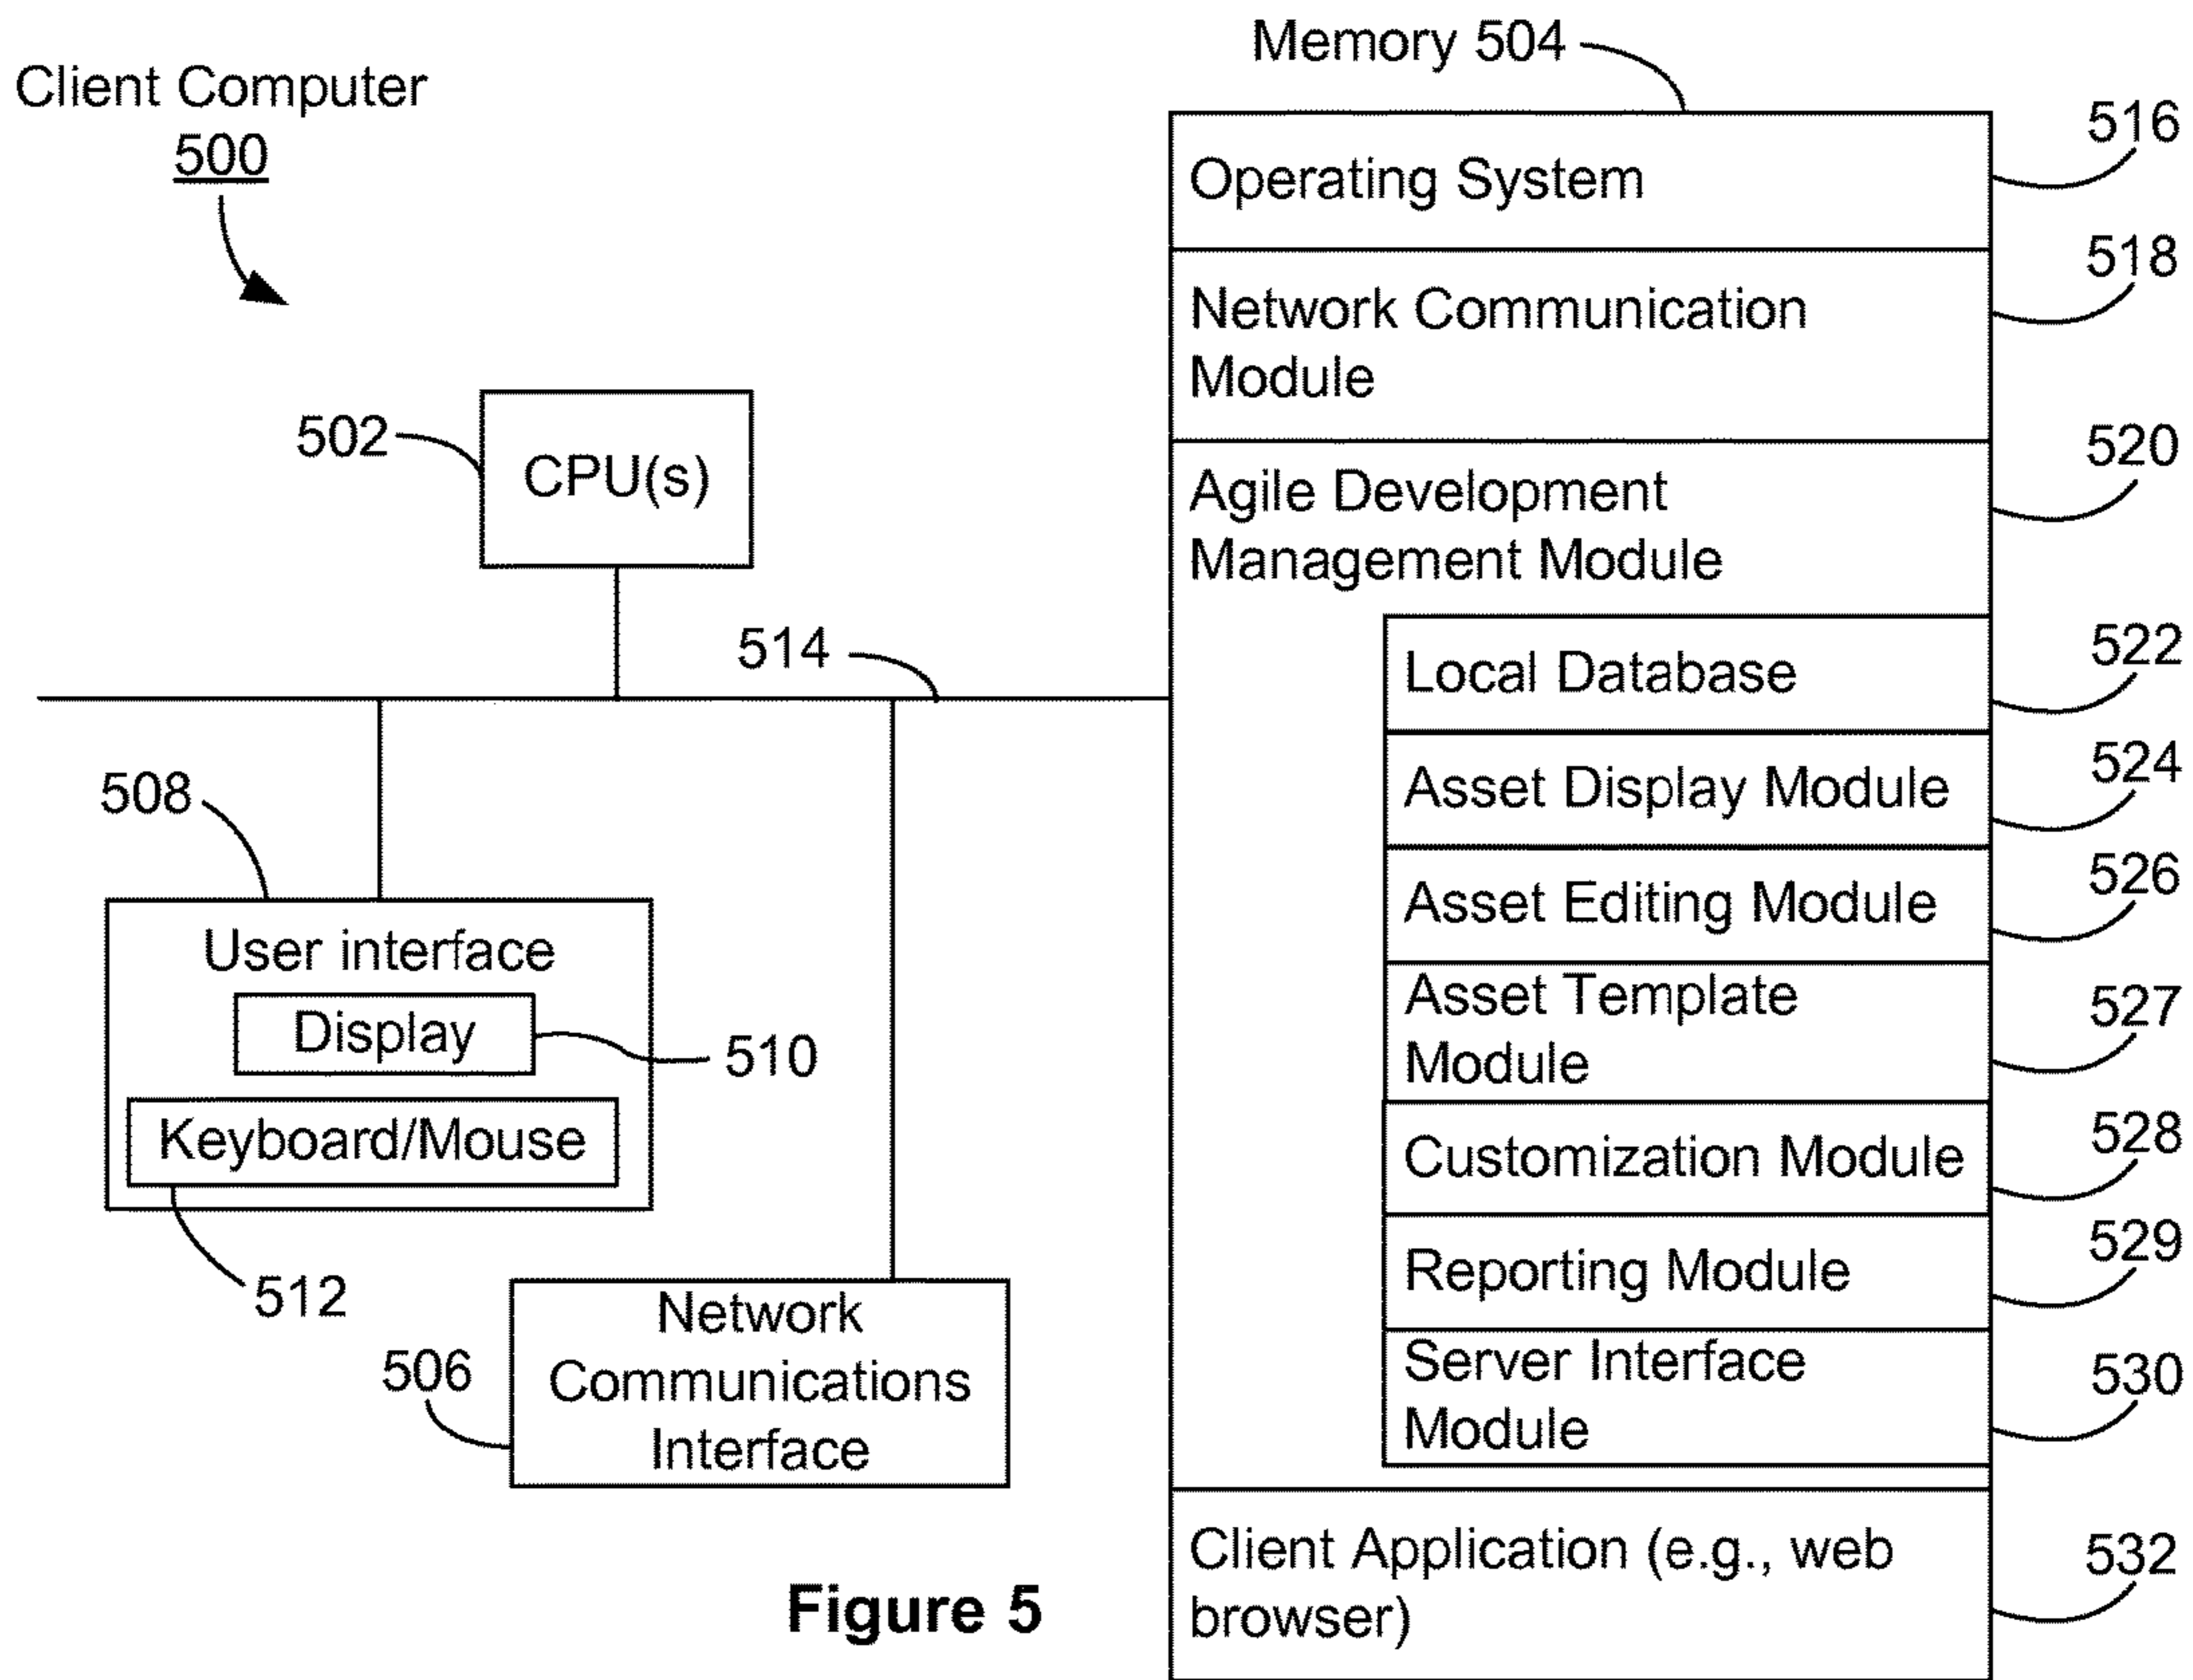 Client Computer
500
Memory 504
Operating System
516
Network Communication
Module
518
Agile Development
Management Module
520
Local Database
522
Asset Display Module
524
Asset Editing Module
526
Asset Template
Module
527
Customization Module
528
Reporting Module
529
Server Interface
Module
530
Client Application (e.g., web
browser)
532
502
CPU(s)
514
508
User interface
Display
510
Keyboard/Mouse
512
506
Network
Communications
Interface
Figure 5